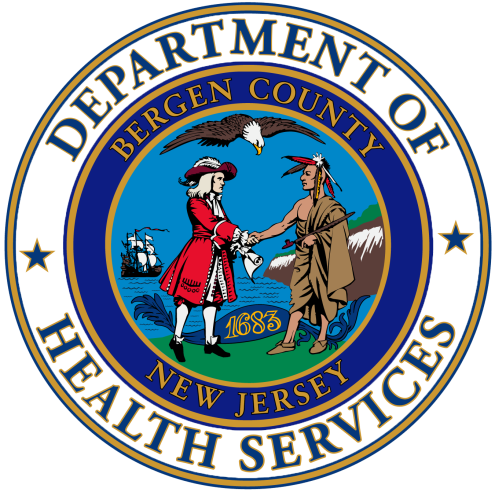 DEPARTMENT OF
HEALTH SERVICES
BERGEN COUNTY
NEW JERSEY
1683